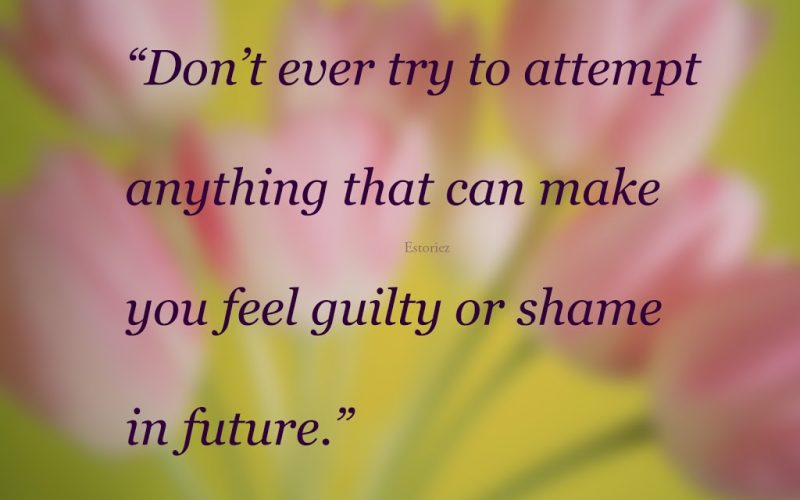 “Don’t ever try to attempt
anything that can make
Estoriez
you feel guilty or shame
in future.”